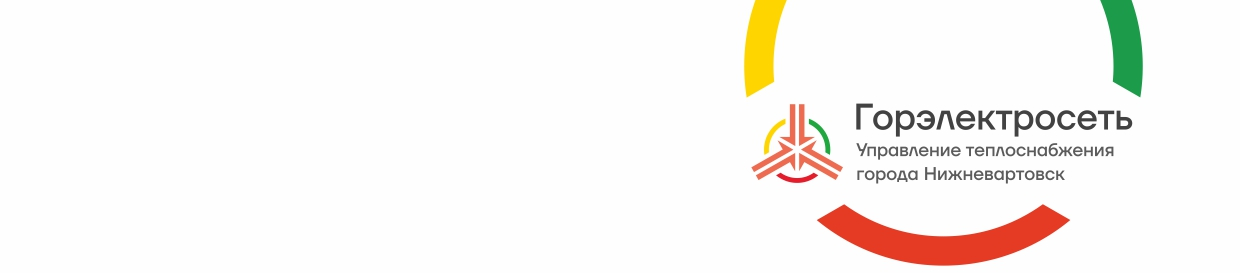 Горэлектросеть
Управление теплоснабжения
города Нижневартовск